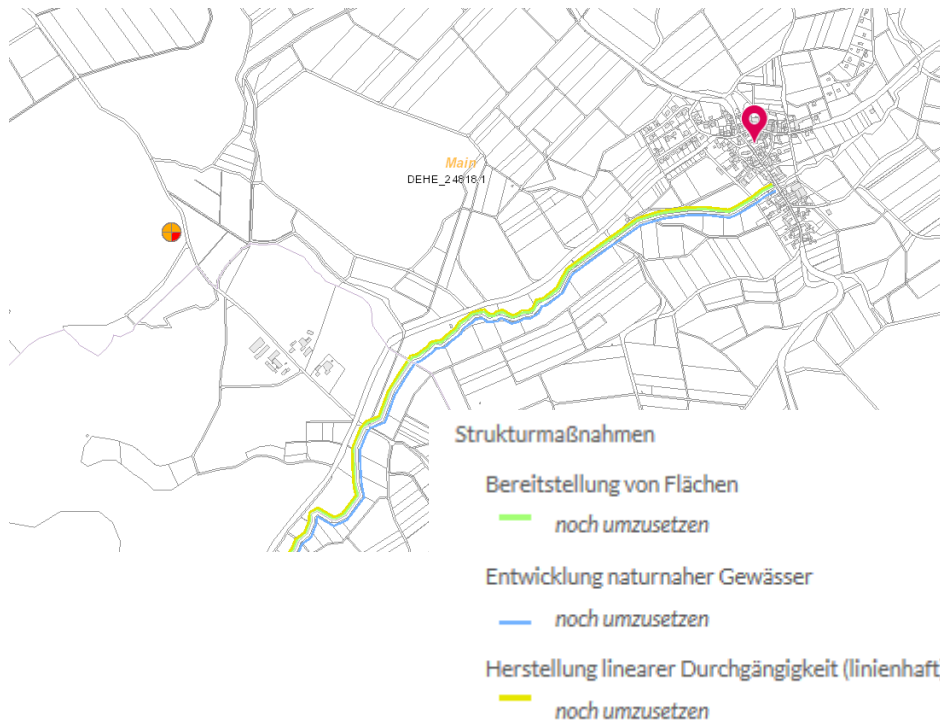 Main
DEHE_24818.1
Strukturmaßnahmen
Bereitstellung von Flächen
noch umzusetzen
Entwicklung naturnaher Gewässer
noch umzusetzen
Herstellung linearer Durchgängigkeit (linienhaft
noch umzusetzen